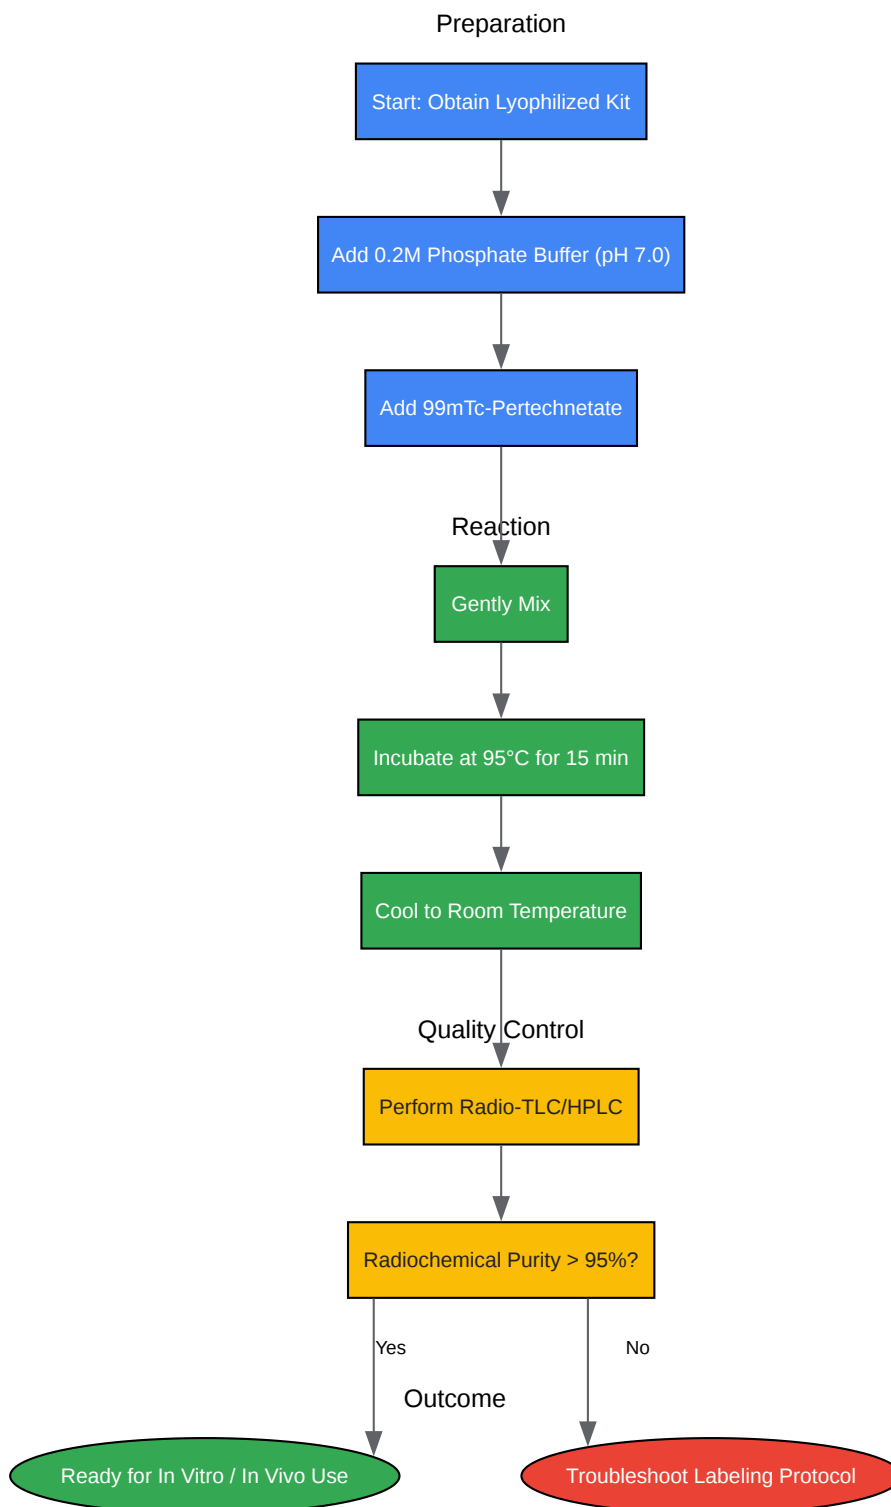 Preparation
Start: Obtain Lyophilized Kit
Add 0.2M Phosphate Buffer (pH 7.0)
Add 99mTc-Pertechnetate
Reaction
Gently Mix
Incubate at 95°C for 15 min
Cool to Room Temperature
Quality Control
Perform Radio-TLC/HPLC
Radiochemical Purity > 95%?
Yes
No
Outcome
Ready for In Vitro / In Vivo Use
Troubleshoot Labeling Protocol